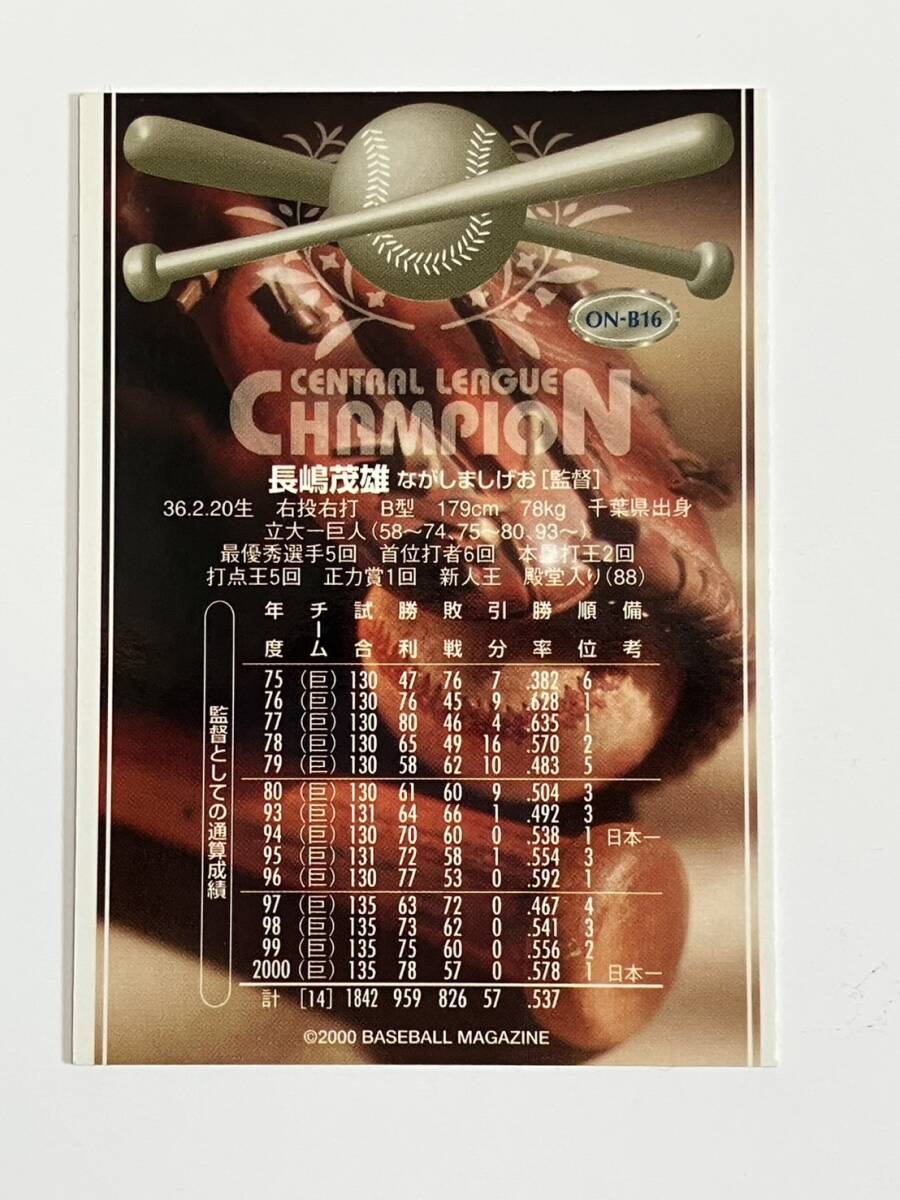 ON-B16
CENTRAL LEAGUE
CHAMPION
長嶋茂雄 ながしましげお[監督]
36.2.20生 右投右打 B型 179cm 78kg 千葉県出身
立大ー巨人(58〜74、75〜80、93〜)
最優秀選手5回 首位打者6回 本塁打王2回
打点王5回 正力賞1回 新人王 殿堂入り(88)
監督としての通算成績
年度 チーム 試合 勝利 敗戦 引分 勝率 順位 備考
75 (巨) 130 47 76 7 .382 6
76 (巨) 130 76 45 9 .628 1
77 (巨) 130 80 46 4 .635 1
78 (巨) 130 65 49 16 .570 2
79 (巨) 130 58 62 10 .483 5
80 (巨) 130 61 60 9 .504 3
93 (巨) 131 64 66 1 .492 3
94 (巨) 130 70 60 0 .538 1 日本一
95 (巨) 131 72 58 1 .554 3
96 (巨) 130 77 53 0 .592 1
97 (巨) 135 63 72 0 .467 4
98 (巨) 135 73 62 0 .541 3
99 (巨) 135 75 60 0 .556 2
2000 (巨) 135 78 57 0 .578 1 日本一
計 [14] 1842 959 826 57 .537
©2000 BASEBALL MAGAZINE